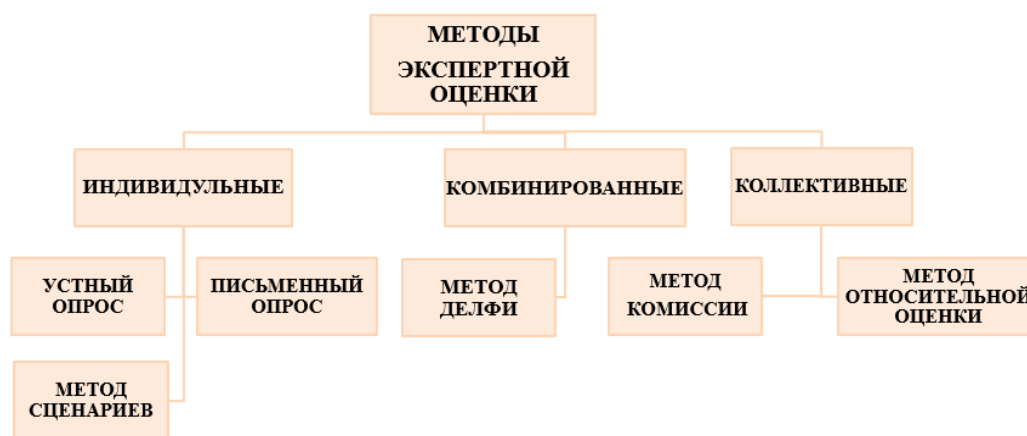 МЕТОДЫ
ЭКСПЕРТНОЙ
ОЦЕНКИ
ИНДИВИДУЛЬНЫЕ
КОМБИНИРОВАННЫЕ
КОЛЛЕКТИВНЫЕ
УСТНЫЙ
ОПРОС
ПИСЬМЕННЫЙ
ОПРОС
МЕТОД
ДЕЛФИ
МЕТОД
КОМИССИИ
МЕТОД
ОТНОСИТЕЛЬНОЙ
ОЦЕНКИ
МЕТОД
СЦЕНАРИЕВ